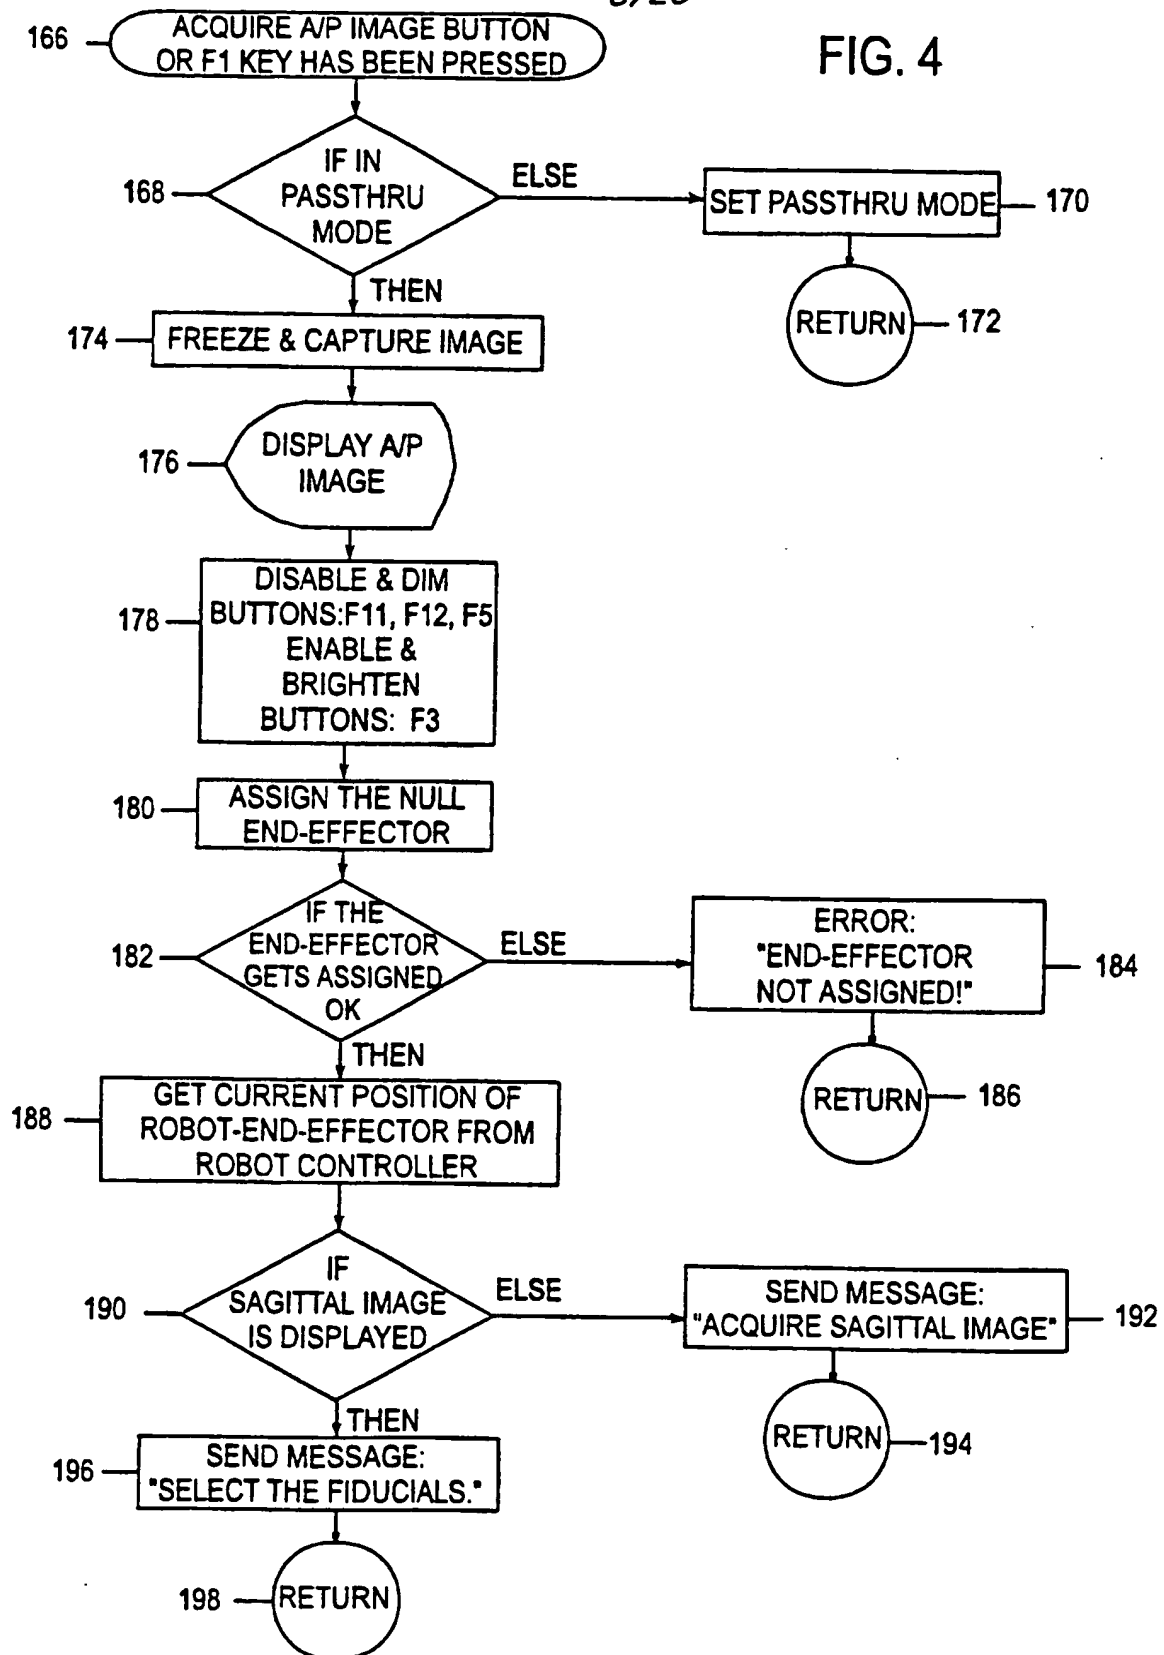 166
ACQUIRE A/P IMAGE BUTTON
OR F1 KEY HAS BEEN PRESSED
FIG. 4
168
IF IN
PASSTHRU
MODE
ELSE
SET PASSTHRU MODE
170
RETURN
172
THEN
174
FREEZE & CAPTURE IMAGE
176
DISPLAY A/P
IMAGE
178
DISABLE & DIM
BUTTONS:F11, F12, F5
ENABLE &
BRIGHTEN
BUTTONS: F3
180
ASSIGN THE NULL
END-EFFECTOR
182
IF THE
END-EFFECTOR
GETS ASSIGNED
OK
ELSE
ERROR:
"END-EFFECTOR
NOT ASSIGNED!"
184
RETURN
186
THEN
188
GET CURRENT POSITION OF
ROBOT-END-EFFECTOR FROM
ROBOT CONTROLLER
190
IF
SAGITTAL IMAGE
IS DISPLAYED
ELSE
SEND MESSAGE:
"ACQUIRE SAGITTAL IMAGE"
192
RETURN
194
THEN
196
SEND MESSAGE:
"SELECT THE FIDUCIALS."
198
RETURN